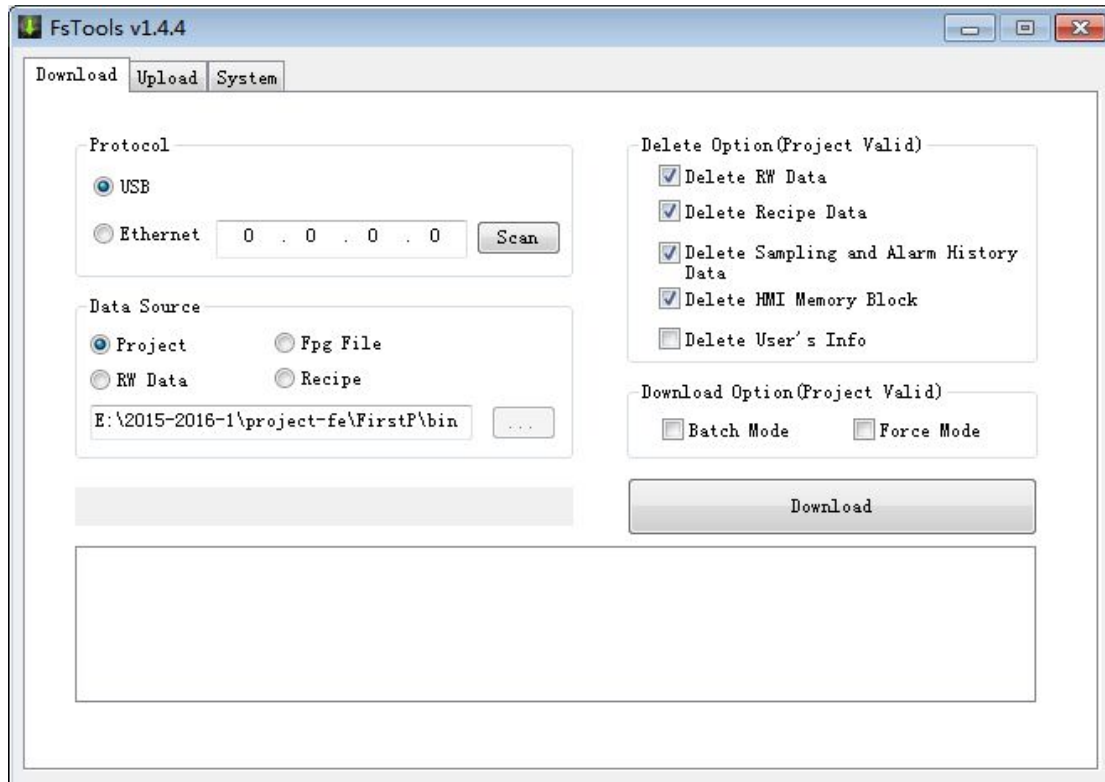 FsTools v1.4.4
Download Upload System
Protocol
USB
Ethernet 0 . 0 . 0 . 0 Scan
Data Source
Project Fpg File
RW Data Recipe
E:\2015-2016-1\project-fe\FirstP\bin ...
Delete Option(Project Valid)
Delete RW Data
Delete Recipe Data
Delete Sampling and Alarm History
Data
Delete HMI Memory Block
Delete User's Info
Download Option(Project Valid)
Batch Mode Force Mode
Download